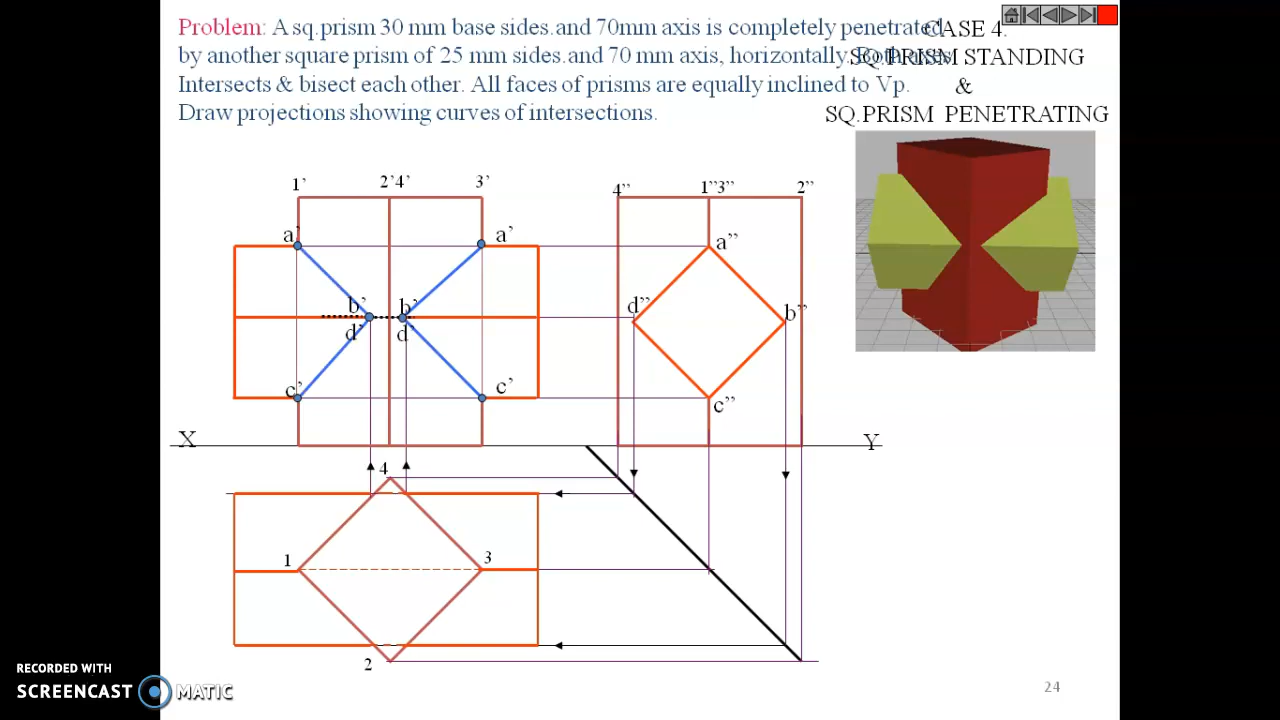 Problem: A sq.prism 30 mm base sides.and 70mm axis is completely penetrated
by another square prism of 25 mm sides.and 70 mm axis, horizontally. Both axes
Intersects & bisect each other. All faces of prisms are equally inclined to Vp.
Draw projections showing curves of intersections.
CASE 4.
SQ.PRISM STANDING
&
SQ.PRISM PENETRATING
1’ 2’4’ 3’ 4” 1”3” 2”
a’ a’ a”
b’ b’ d” b”
d’ d’
c’ c’ c”
X Y
4
1 3
2
RECORDED WITH
SCREENCAST MATIC
24